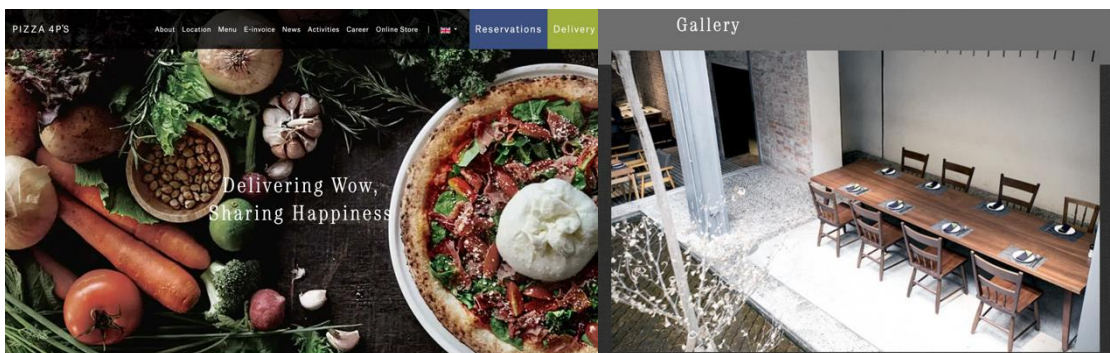 PIZZA 4P'S
About Location Menu E-invoice News Activities Career Online Store |
Reservations
Delivery
Gallery
Delivering Wow,
Sharing Happiness